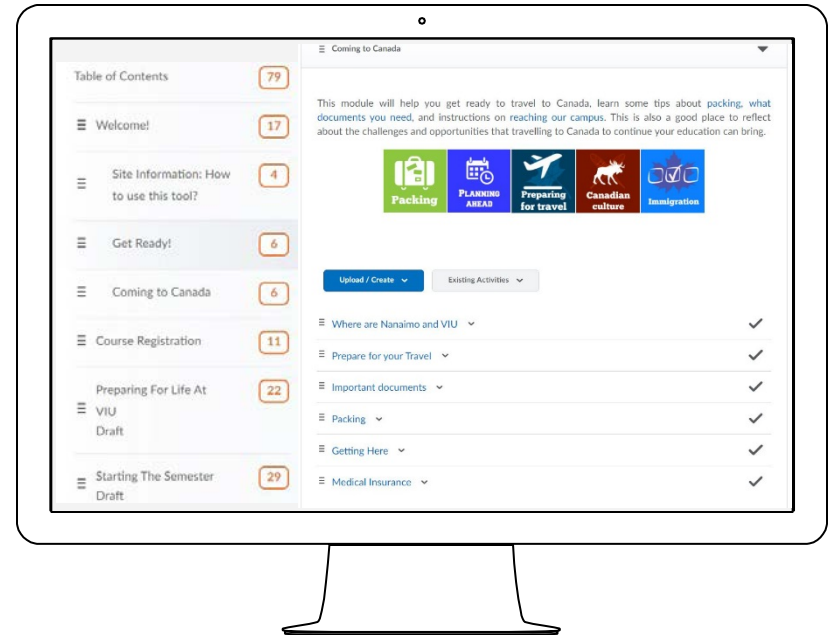 Table of Contents 79
Welcome! 17
Site Information: How
to use this tool? 4
Get Ready! 6
Coming to Canada 6
Course Registration 11
Preparing For Life At
VIU 22
Draft
Starting The Semester 29
Draft
Coming to Canada
This module will help you get ready to travel to Canada, learn some tips about packing, what
documents you need, and instructions on reaching our campus. This is also a good place to reflect
about the challenges and opportunities that travelling to Canada to continue your education can bring.
Packing
PLANNING
AHEAD
Preparing
for travel
Canadian
culture
Immigration
Upload / Create
Existing Activities
Where are Nanaimo and VIU
Prepare for your Travel
Important documents
Packing
Getting Here
Medical Insurance